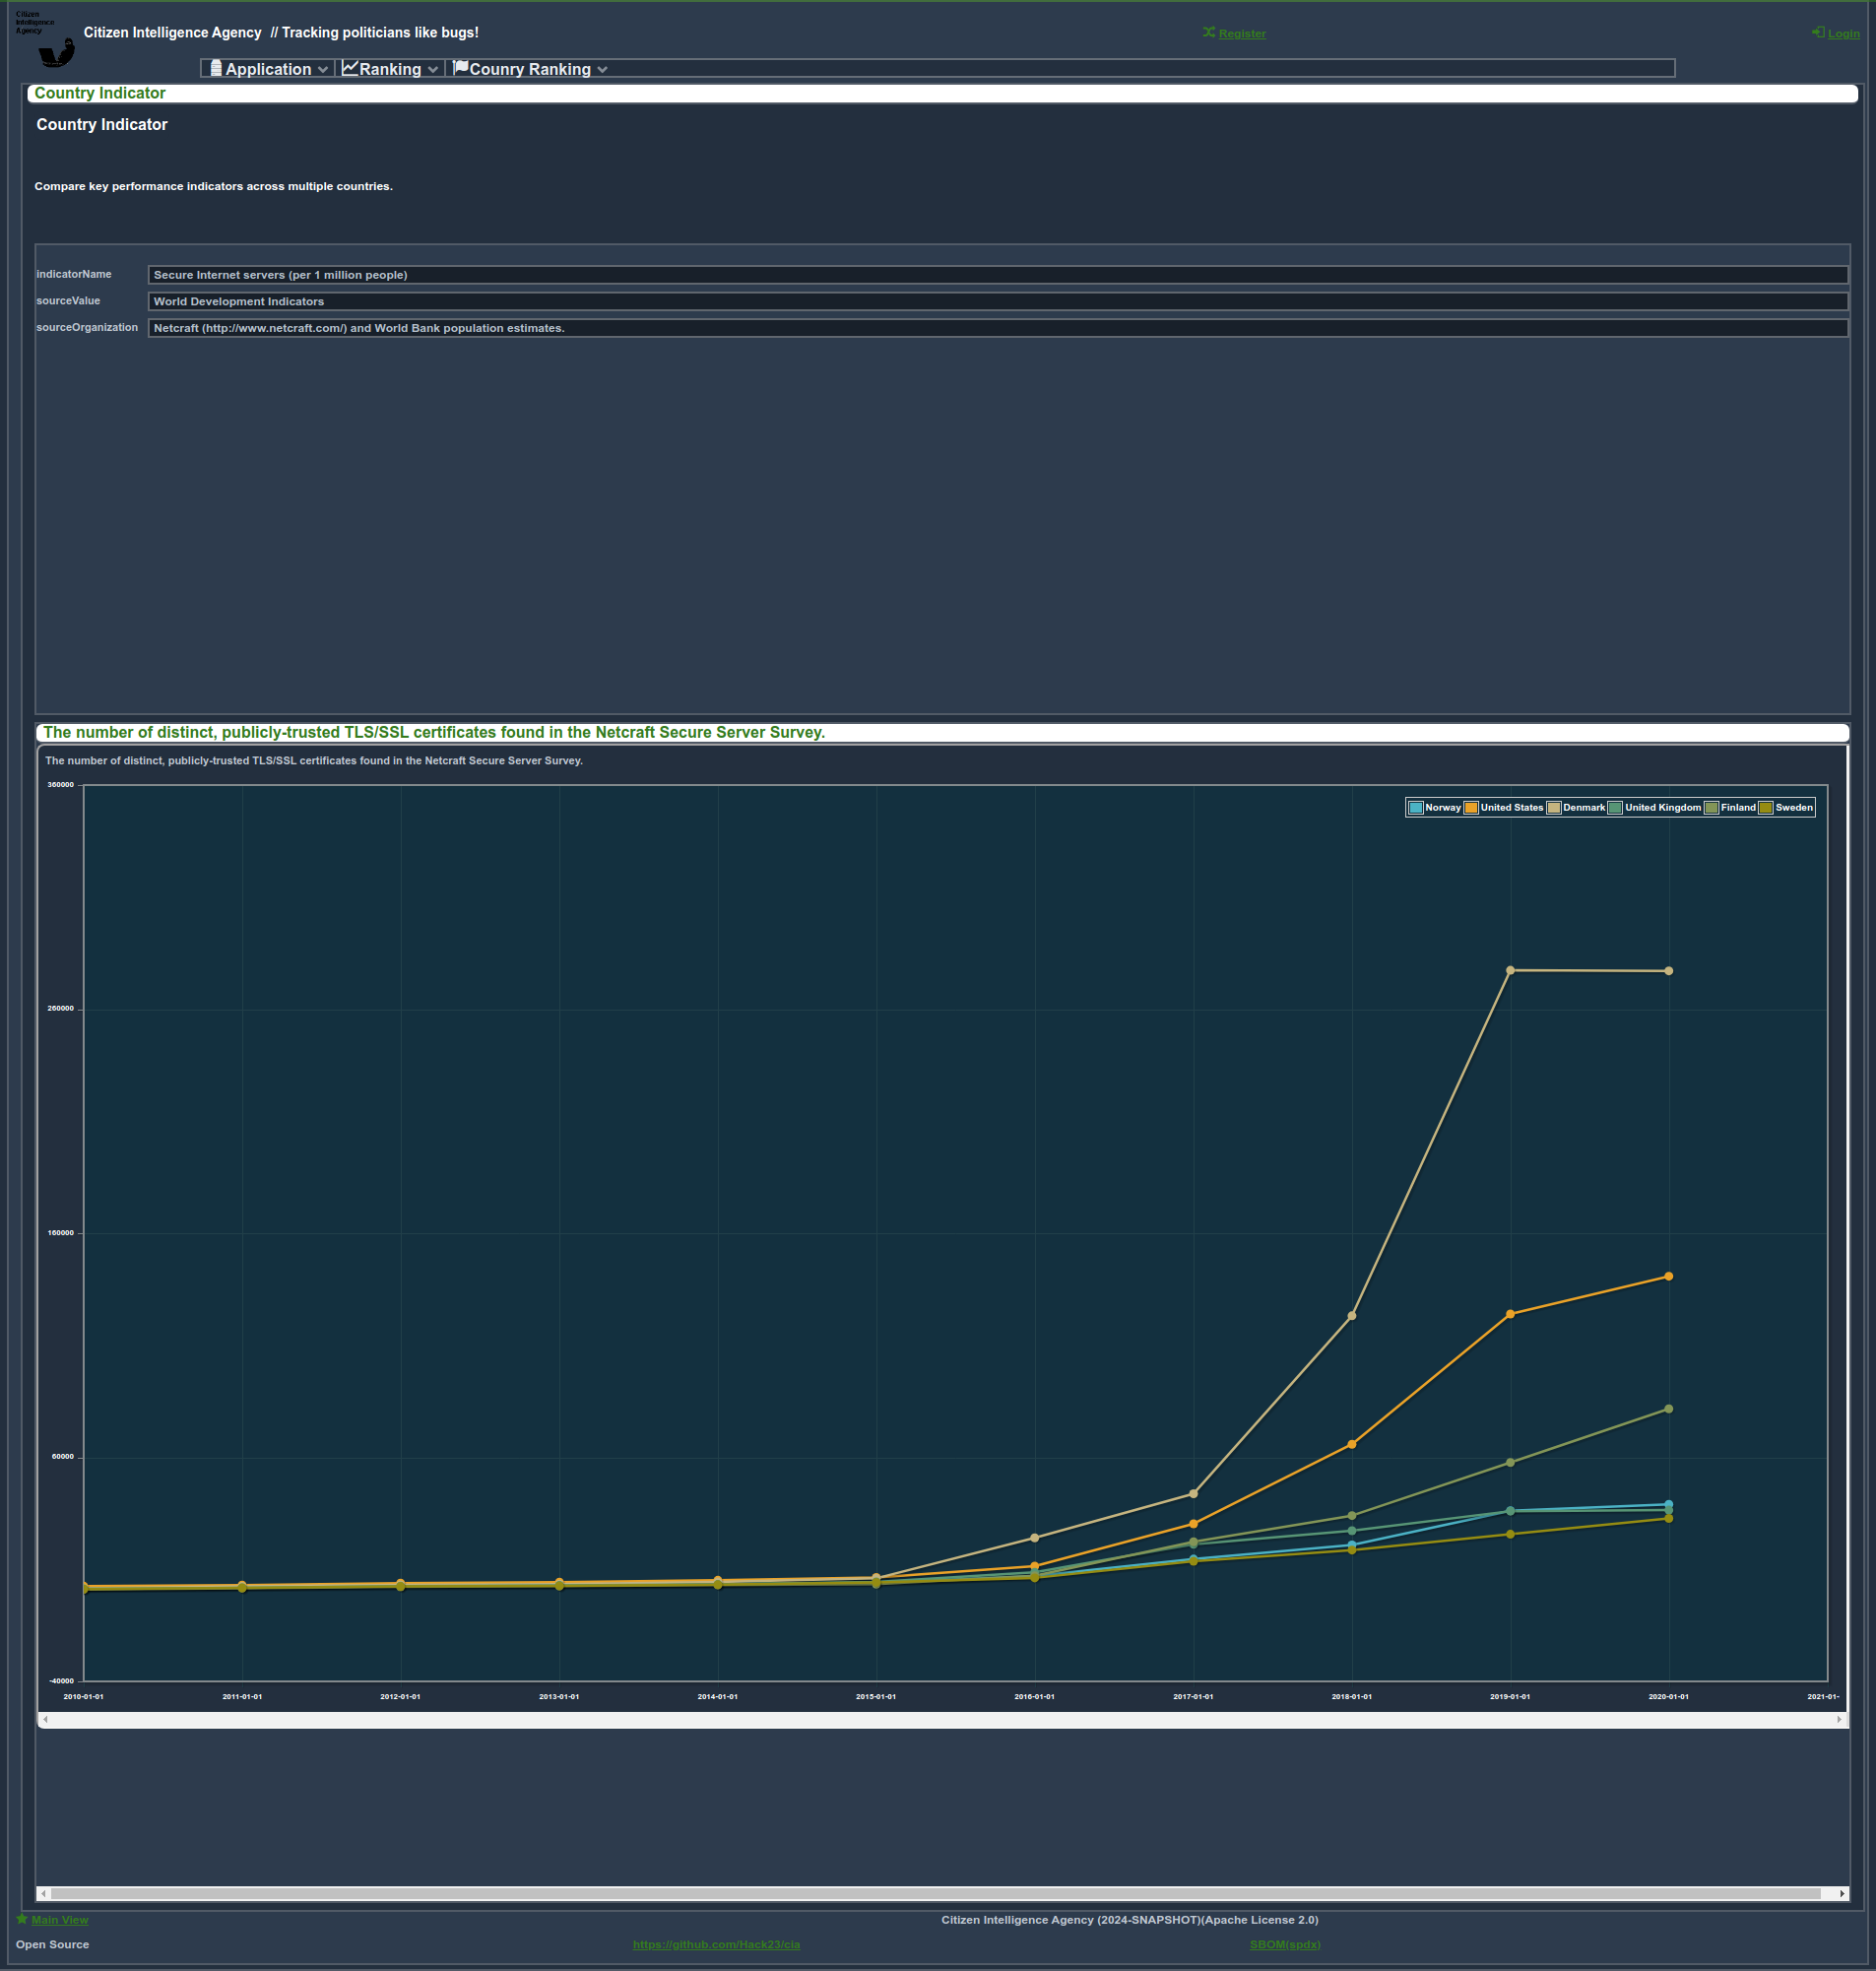 Citizen
Intelligence
Agency
Citizen Intelligence Agency // Tracking politicians like bugs!
Register
Login
Application
Ranking
Counry Ranking
Country Indicator
Country Indicator
Compare key performance indicators across multiple countries.
indicatorName Secure Internet servers (per 1 million people)
sourceValue World Development Indicators
sourceOrganization Netcraft (http://www.netcraft.com/) and World Bank population estimates.
The number of distinct, publicly-trusted TLS/SSL certificates found in the Netcraft Secure Server Survey.
The number of distinct, publicly-trusted TLS/SSL certificates found in the Netcraft Secure Server Survey.
360000
Norway United States Denmark United Kingdom Finland Sweden
260000
160000
60000
-40000
2010-01-01 2011-01-01 2012-01-01 2013-01-01 2014-01-01 2015-01-01 2016-01-01 2017-01-01 2018-01-01 2019-01-01 2020-01-01 2021-01-
Main View
Citizen Intelligence Agency (2024-SNAPSHOT)(Apache License 2.0)
Open Source
https://github.com/Hack23/cia
SBOM(spdx)